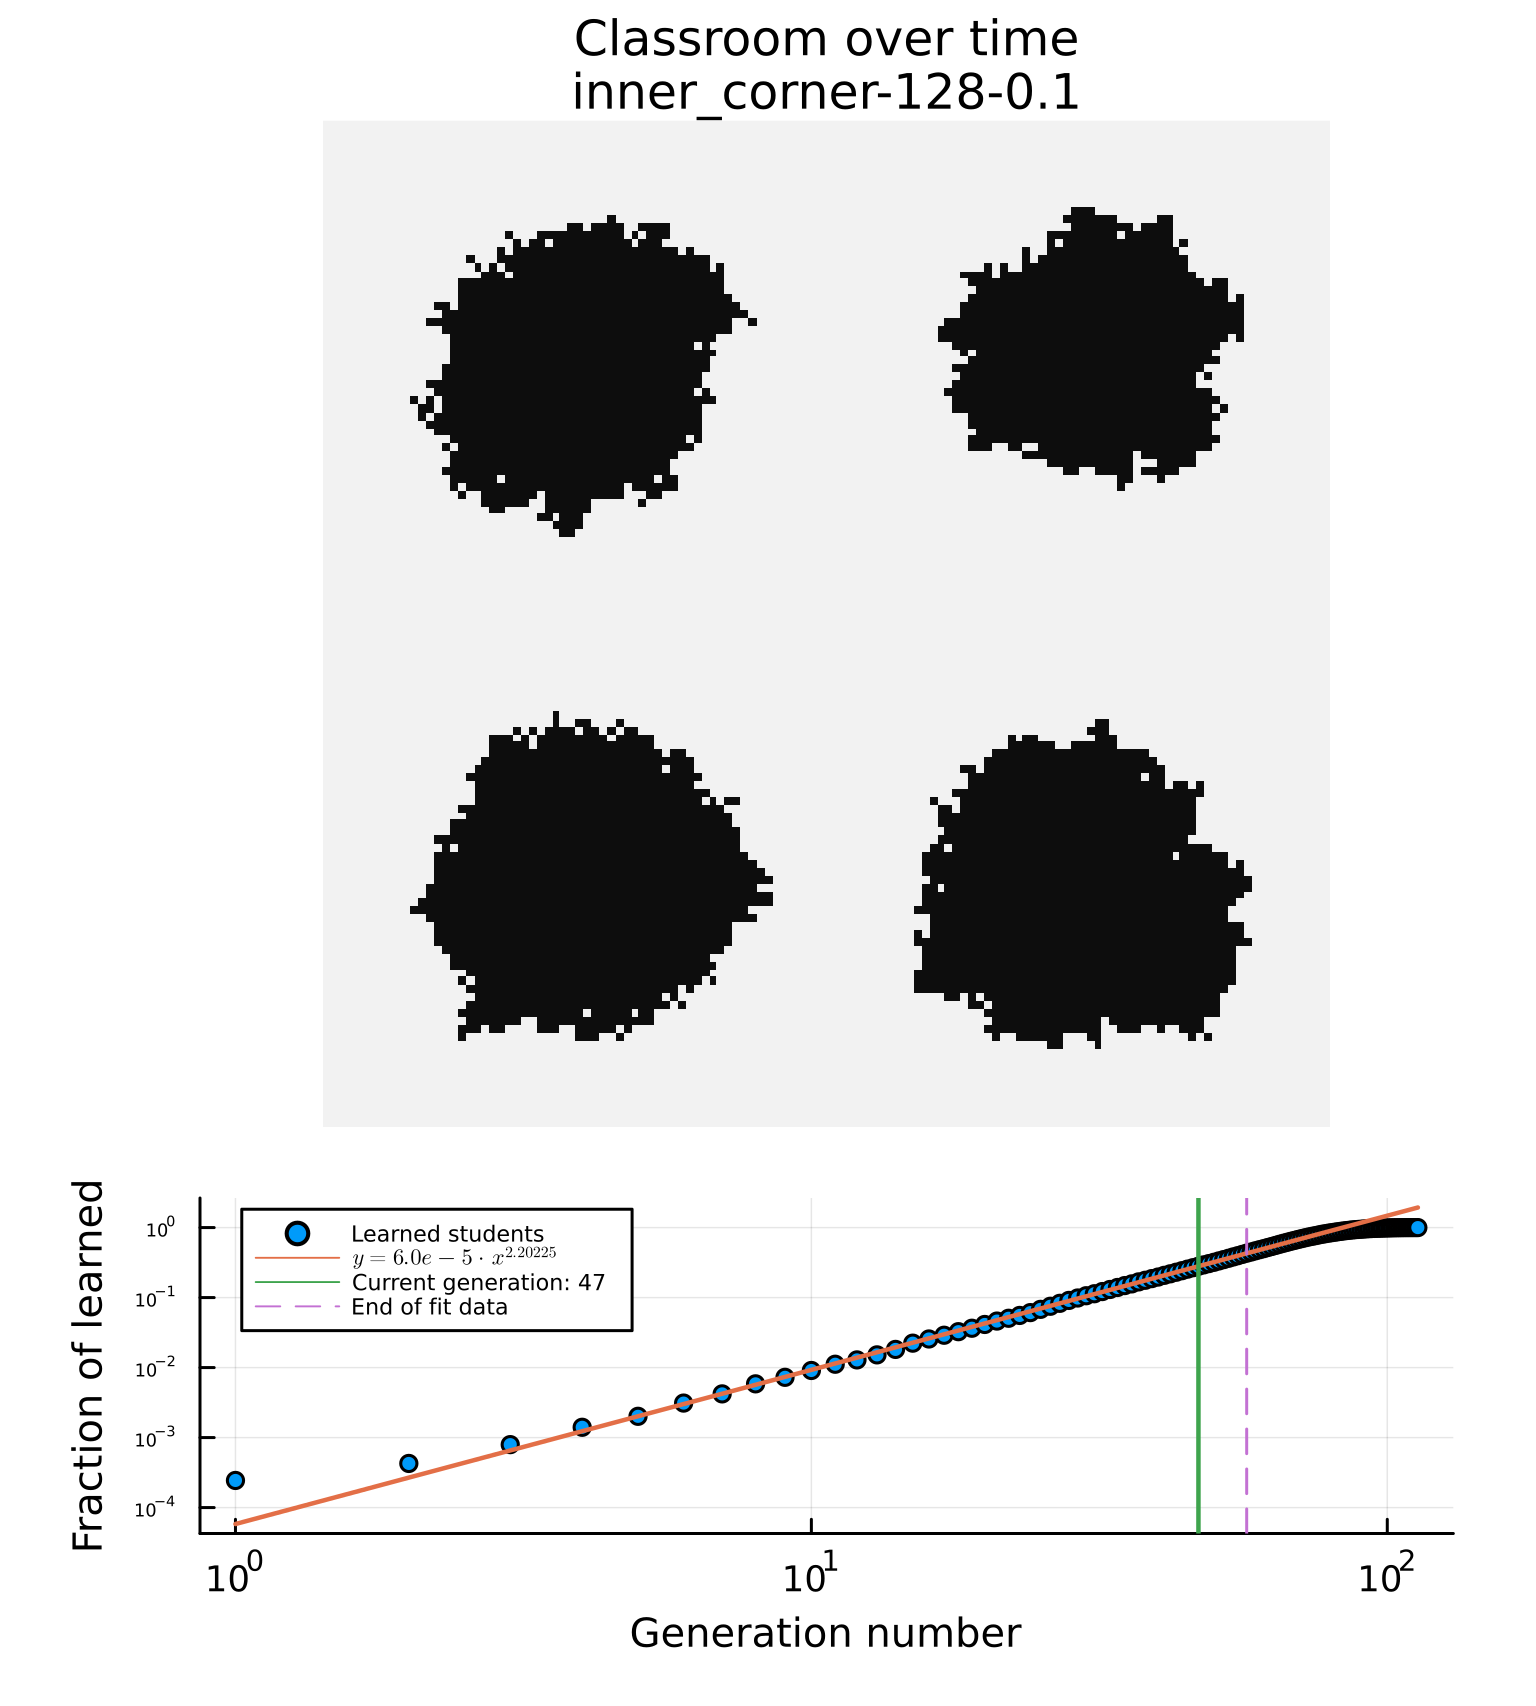 Classroom over time
inner_corner-128-0.1
Fraction of learned
10^0
10^-1
10^-2
10^-3
10^-4
Learned students
y = 6.0e − 5 · x^2.20225
Current generation: 47
End of fit data
10^0 10^1 10^2
Generation number